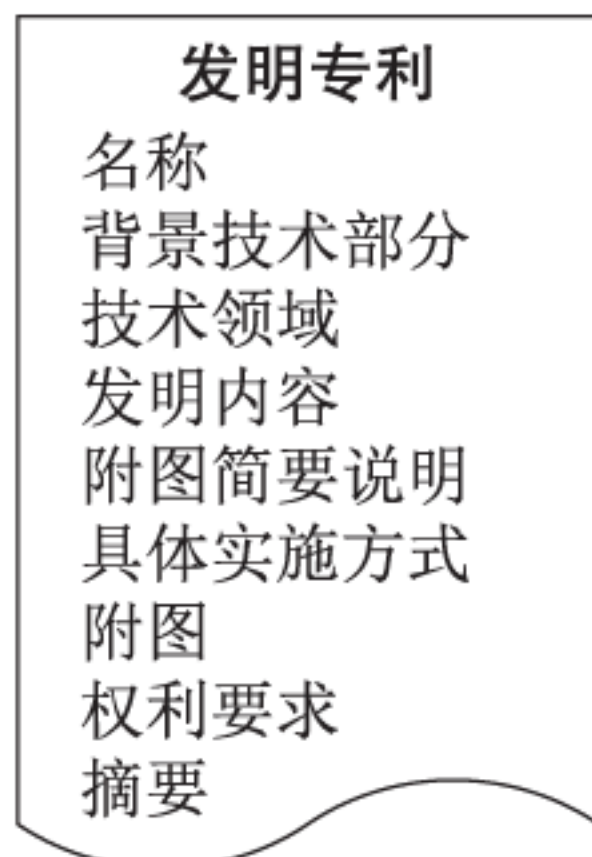 发明专利
名称
背景技术部分
技术领域
发明内容
附图简要说明
具体实施方式
附图
权利要求
摘要